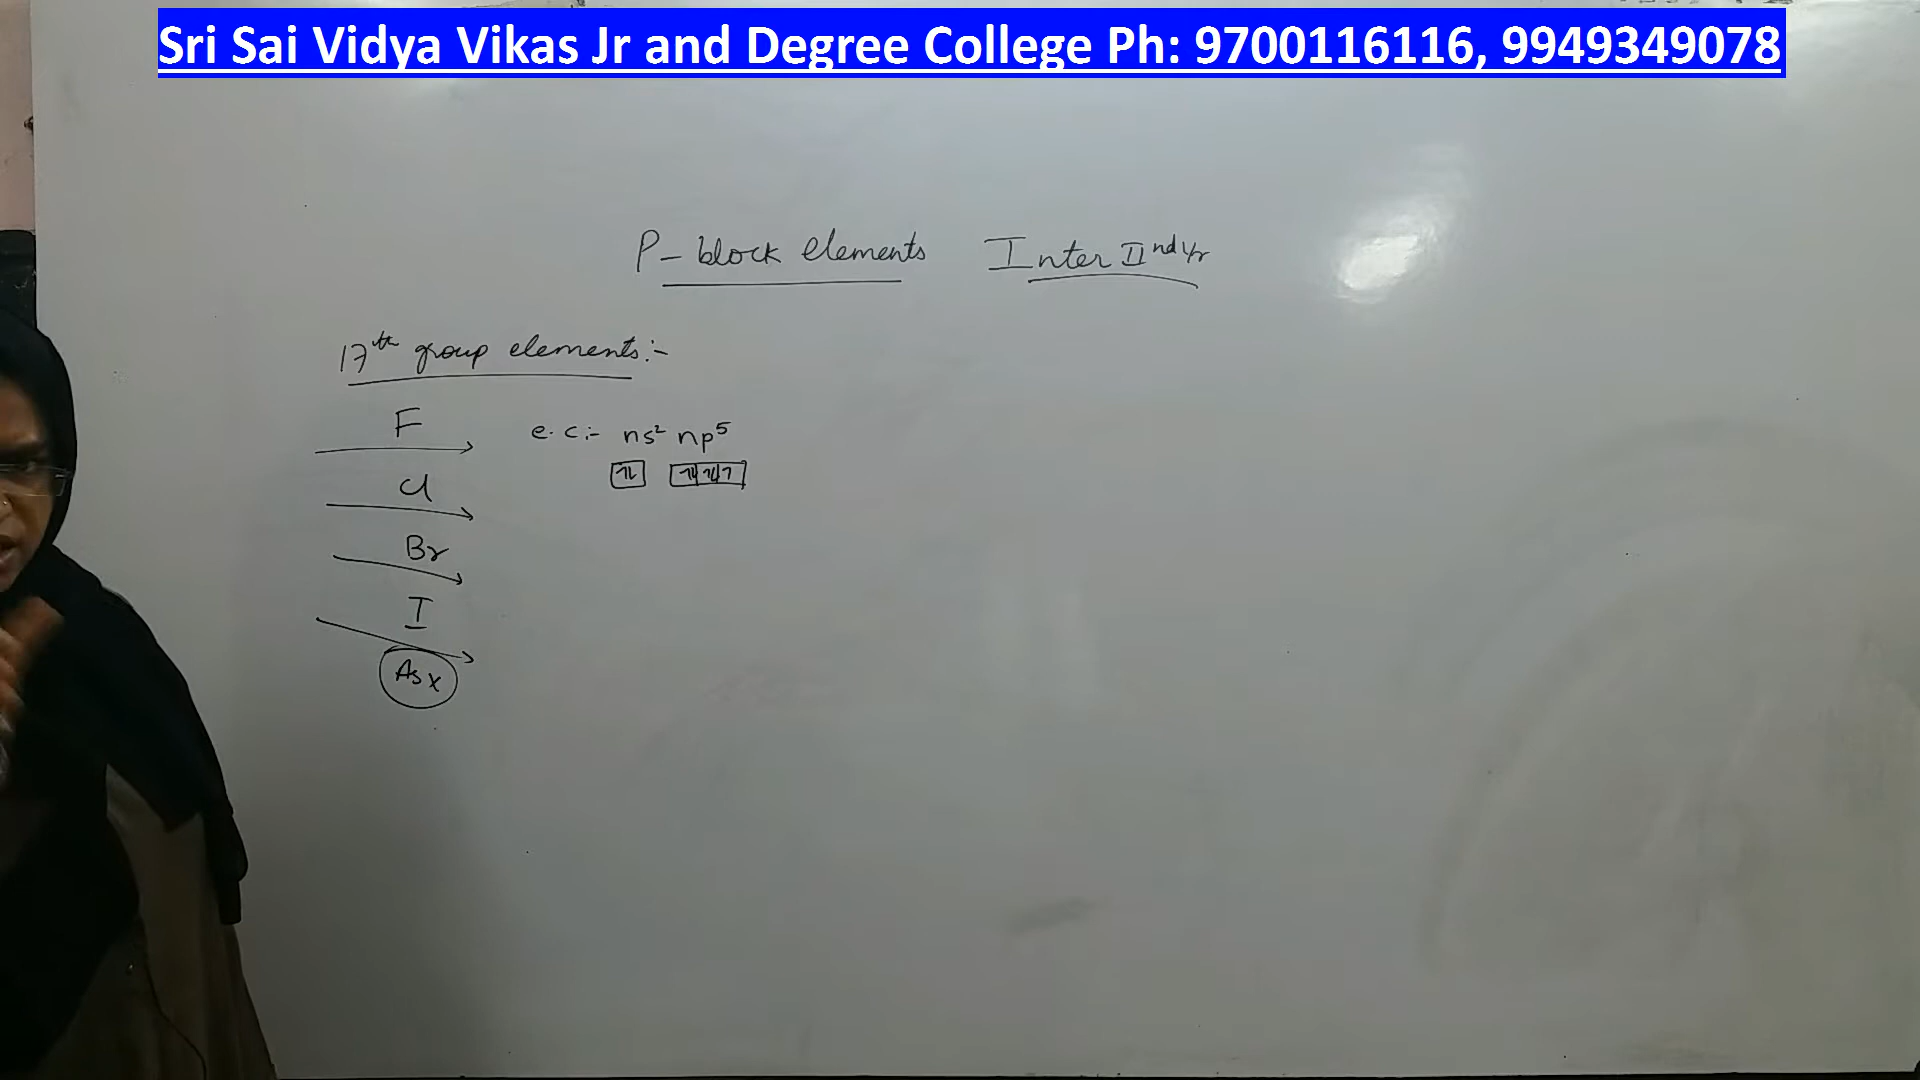 Sri Sai Vidya Vikas Jr and Degree College Ph: 9700116116, 9949349078
P-block elements Inter IInd Yr
17th group elements:-
F
e.c:- ns² np⁵
Cl
Br
I
As x